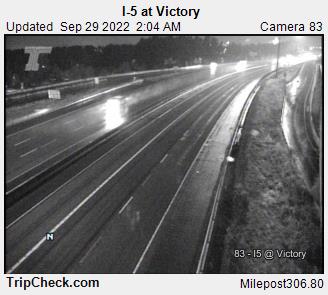 I-5 at Victory
Updated Sep 29 2022 2:04 AM Camera 83
T
N
83 - I5 @ Victory
TripCheck.com Milepost306.80